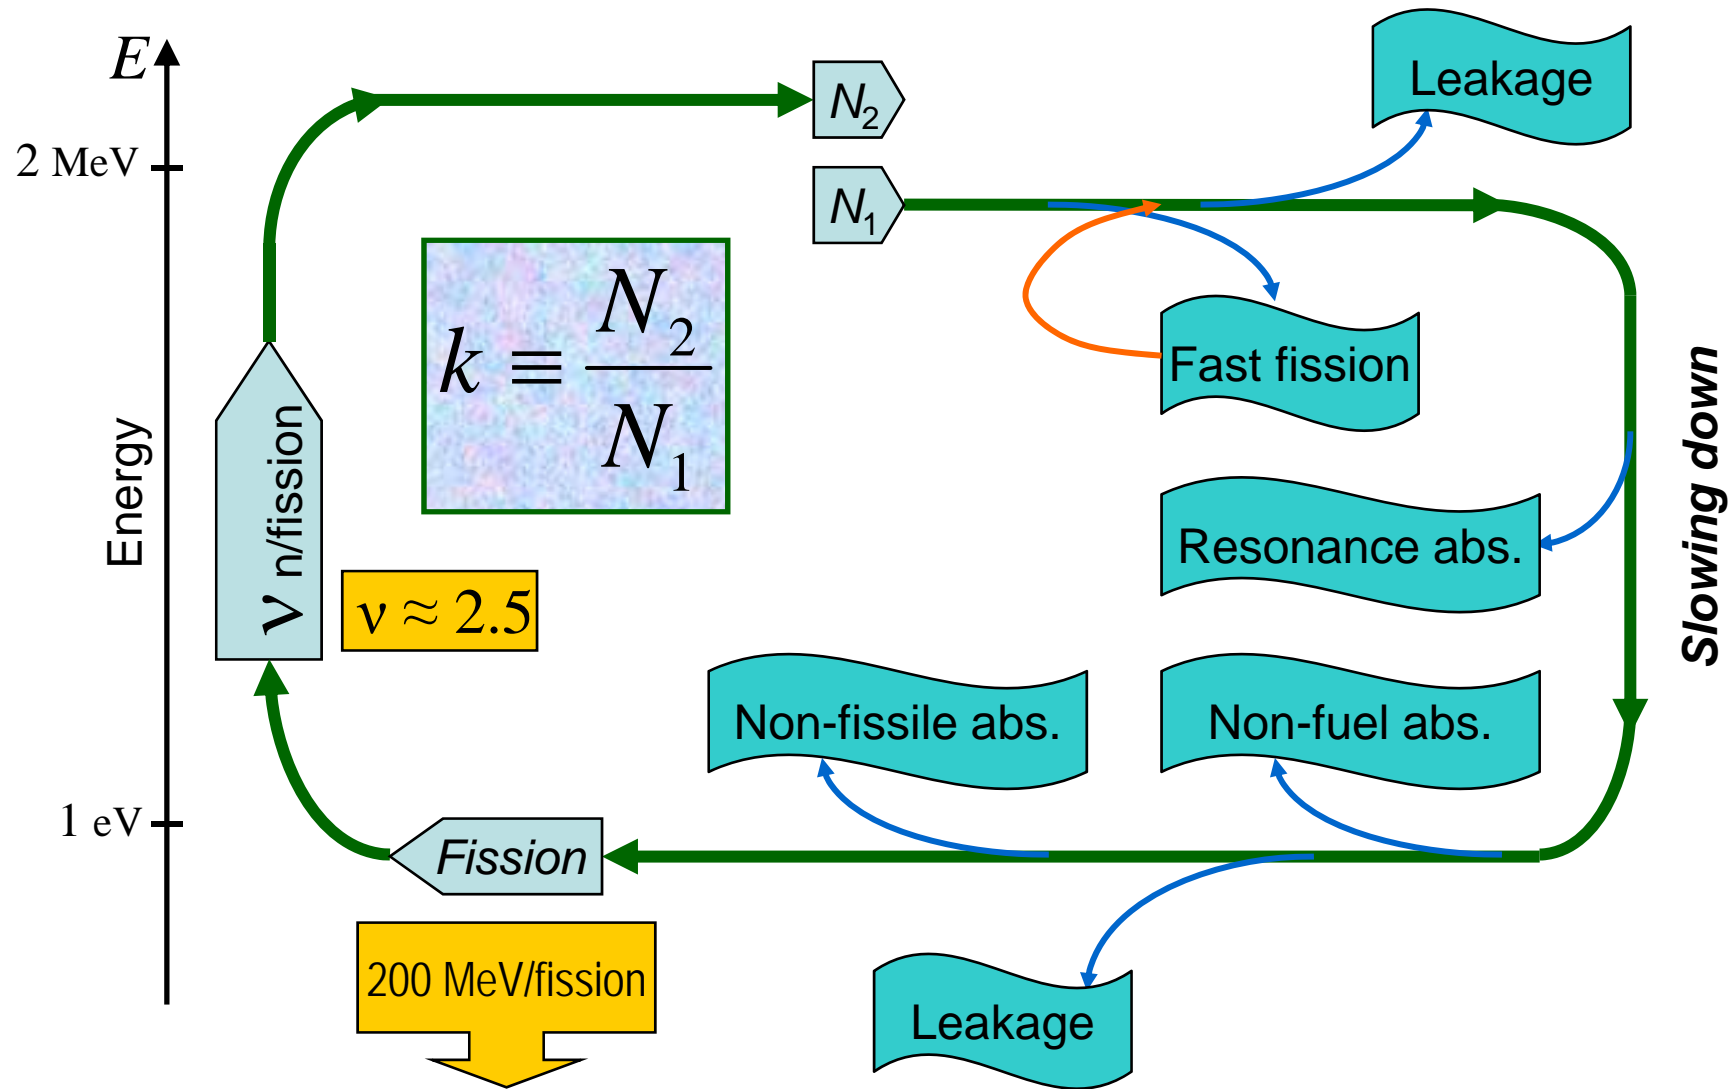 E
2 MeV
1 eV
Energy
N₂
N₁
Leakage
k ≡ N₂ / N₁
Fast fission
Slowing down
Resonance abs.
ν n/fission
ν ≈ 2.5
Non-fissile abs.
Non-fuel abs.
Fission
200 MeV/fission
Leakage